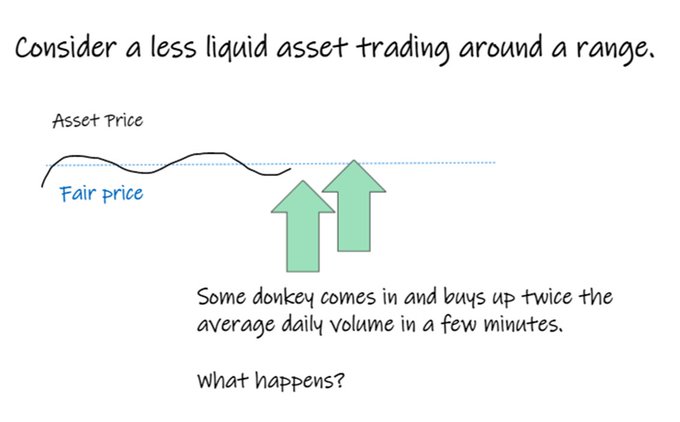 Consider a less liquid asset trading around a range.
Asset Price
Fair price
Some donkey comes in and buys up twice the
average daily volume in a few minutes.
What happens?